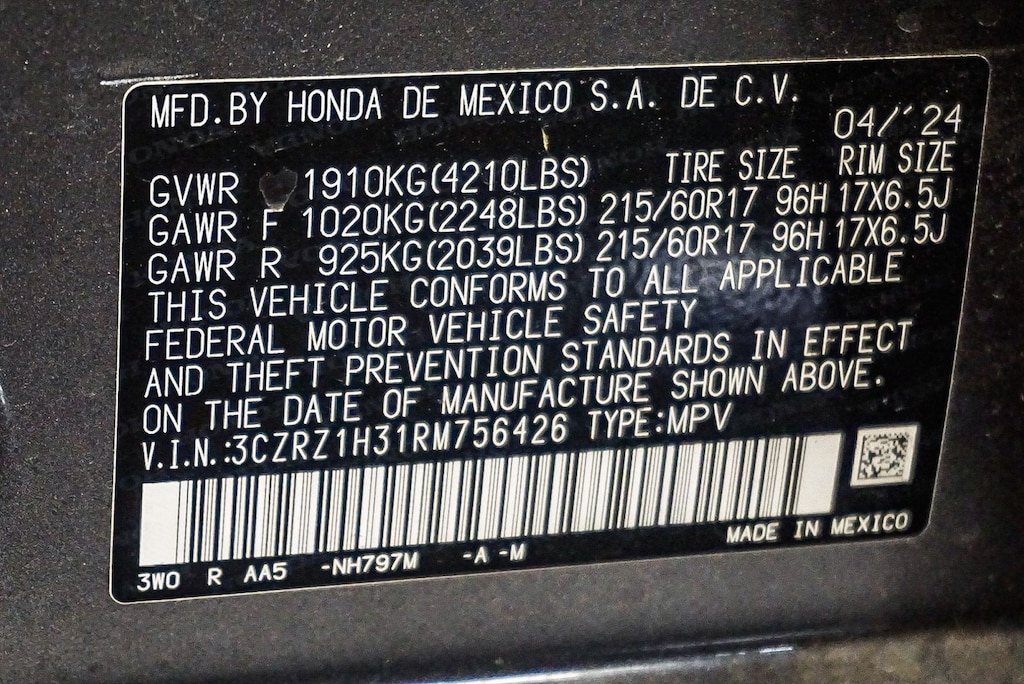 MFD.BY HONDA DE MEXICO S.A. DE C.V.
04/'24
GVWR 1910KG(4210LBS) TIRE SIZE RIM SIZE
GAWR F 1020KG(2248LBS) 215/60R17 96H 17X6.5J
GAWR R 925KG(2039LBS) 215/60R17 96H 17X6.5J
THIS VEHICLE CONFORMS TO ALL APPLICABLE
FEDERAL MOTOR VEHICLE SAFETY
AND THEFT PREVENTION STANDARDS IN EFFECT
ON THE DATE OF MANUFACTURE SHOWN ABOVE.
V.I.N.:3CZRZ1H31RM756426 TYPE:MPV
MADE IN MEXICO
3WO R AA5 -NH797M -A -M